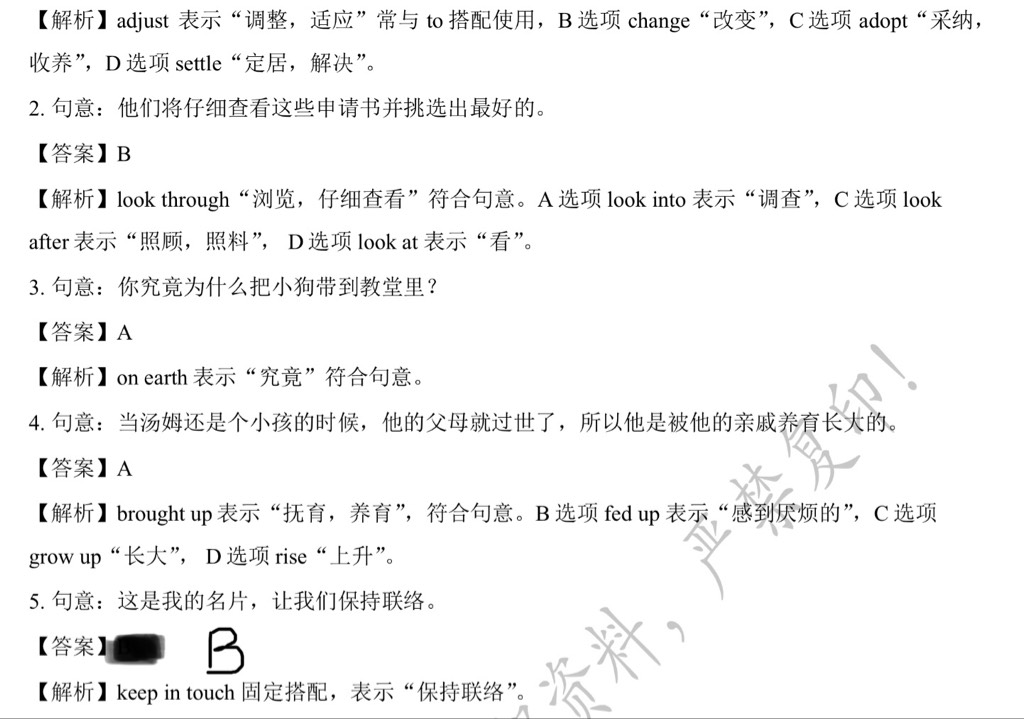 【解析】adjust 表示“调整，适应”常与 to 搭配使用，B 选项 change“改变”，C 选项 adopt“采纳，
收养”，D 选项 settle“定居，解决”。
2. 句意：他们将仔细查看这些申请书并挑选出最好的。
【答案】B
【解析】look through“浏览，仔细查看”符合句意。A 选项 look into 表示“调查”，C 选项 look
after 表示“照顾，照料”， D 选项 look at 表示“看”。
3. 句意：你究竟为什么把小狗带到教堂里？
【答案】A
【解析】on earth 表示“究竟”符合句意。
4. 句意：当汤姆还是个小孩的时候，他的父母就过世了，所以他是被他的亲戚养育长大的。
【答案】A
【解析】brought up 表示“抚育，养育”，符合句意。B 选项 fed up 表示“感到厌烦的”，C 选项
grow up“长大”， D 选项 rise“上升”。
5. 句意：这是我的名片，让我们保持联络。
【答案】 B
【解析】keep in touch 固定搭配，表示“保持联络”。
资料，严禁复印！